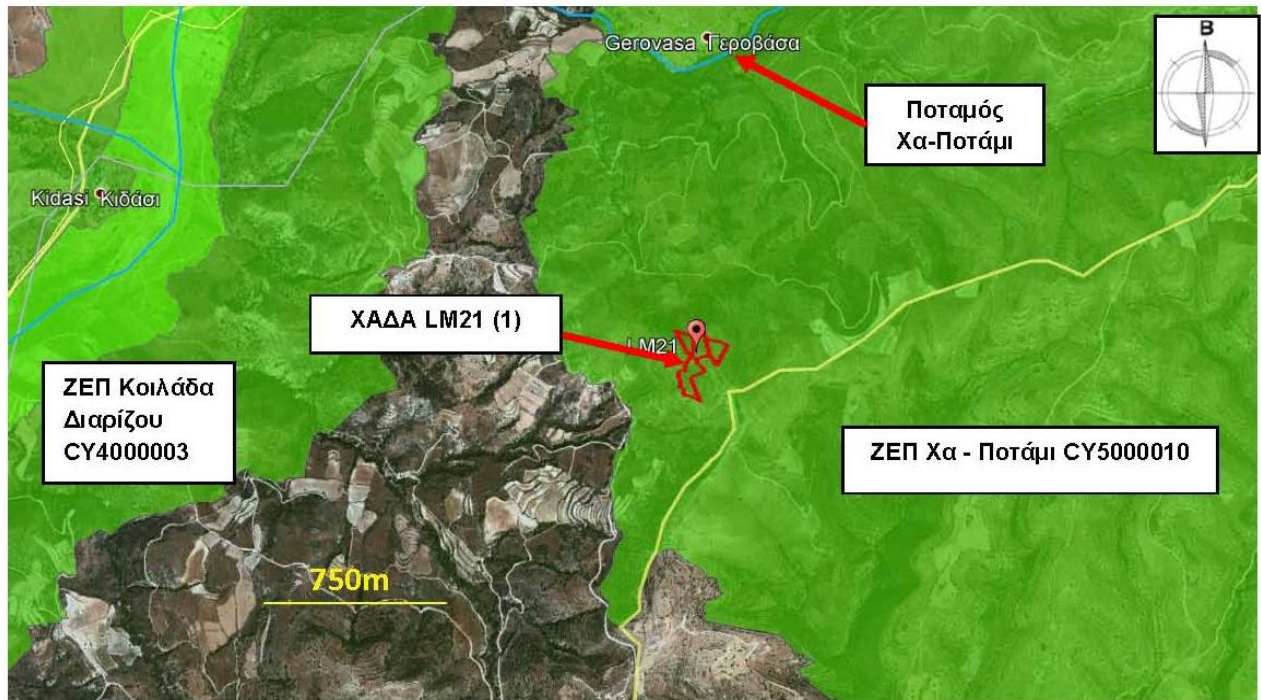 Gerovasa Γεροβάσα
Β
Ποταμός
Χα-Ποτάμι
Kidasi Κιδάσι
ΧΑΔΑ LM21 (1)
LM21
ΖΕΠ Κοιλάδα
Διαρίζου
CY4000003
ΖΕΠ Χα - Ποτάμι CY5000010
750m